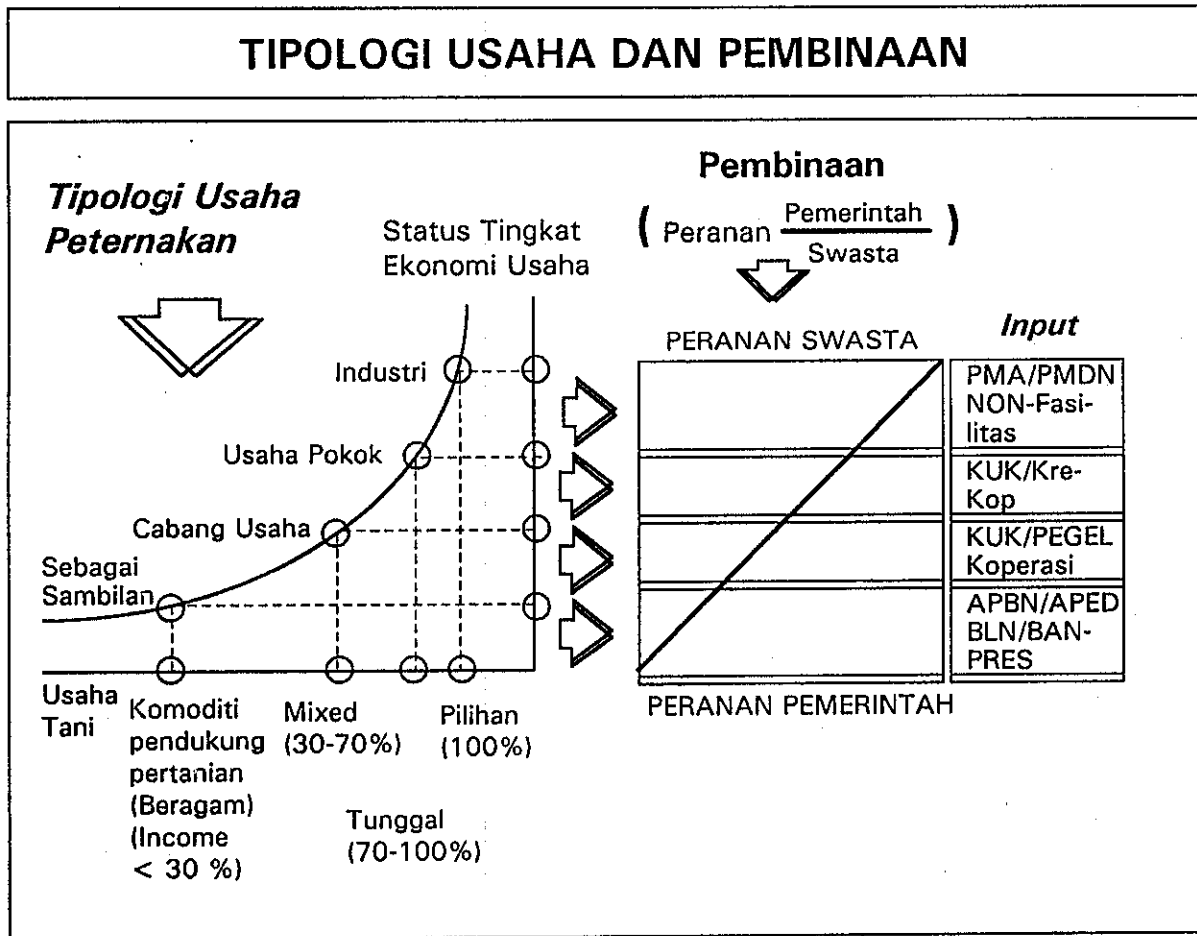 TIPOLOGI USAHA DAN PEMBINAAN
Tipologi Usaha
Peternakan
Status Tingkat
Ekonomi Usaha
Industri
Usaha Pokok
Cabang Usaha
Sebagai
Sambilan
Usaha
Tani
Komoditi
pendukung
pertanian
(Beragam)
(Income
< 30 %)
Mixed
(30-70%)
Tunggal
(70-100%)
Pilihan
(100%)
Pembinaan
( Peranan Pemerintah )
Swasta
PERANAN SWASTA
PERANAN PEMERINTAH
Input
PMA/PMDN
NON-Fasi-
litas
KUK/Kre-
Kop
KUK/PEGEL
Koperasi
APBN/APED
BLN/BAN-
PRES